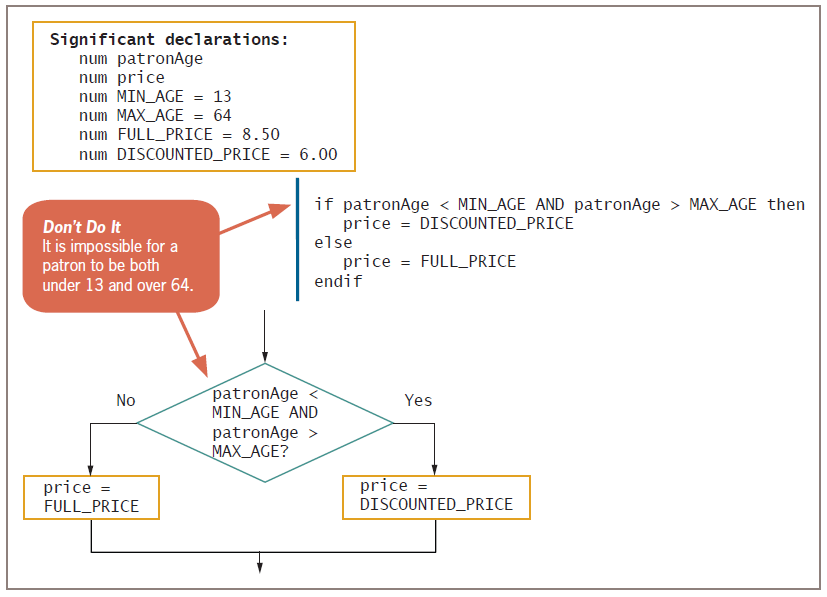 Significant declarations:
num patronAge
num price
num MIN_AGE = 13
num MAX_AGE = 64
num FULL_PRICE = 8.50
num DISCOUNTED_PRICE = 6.00
if patronAge < MIN_AGE AND patronAge > MAX_AGE then
price = DISCOUNTED_PRICE
else
price = FULL_PRICE
endif
Don't Do It
It is impossible for a
patron to be both
under 13 and over 64.
No
patronAge <
MIN_AGE AND
patronAge >
MAX_AGE?
Yes
price =
FULL_PRICE
price =
DISCOUNTED_PRICE